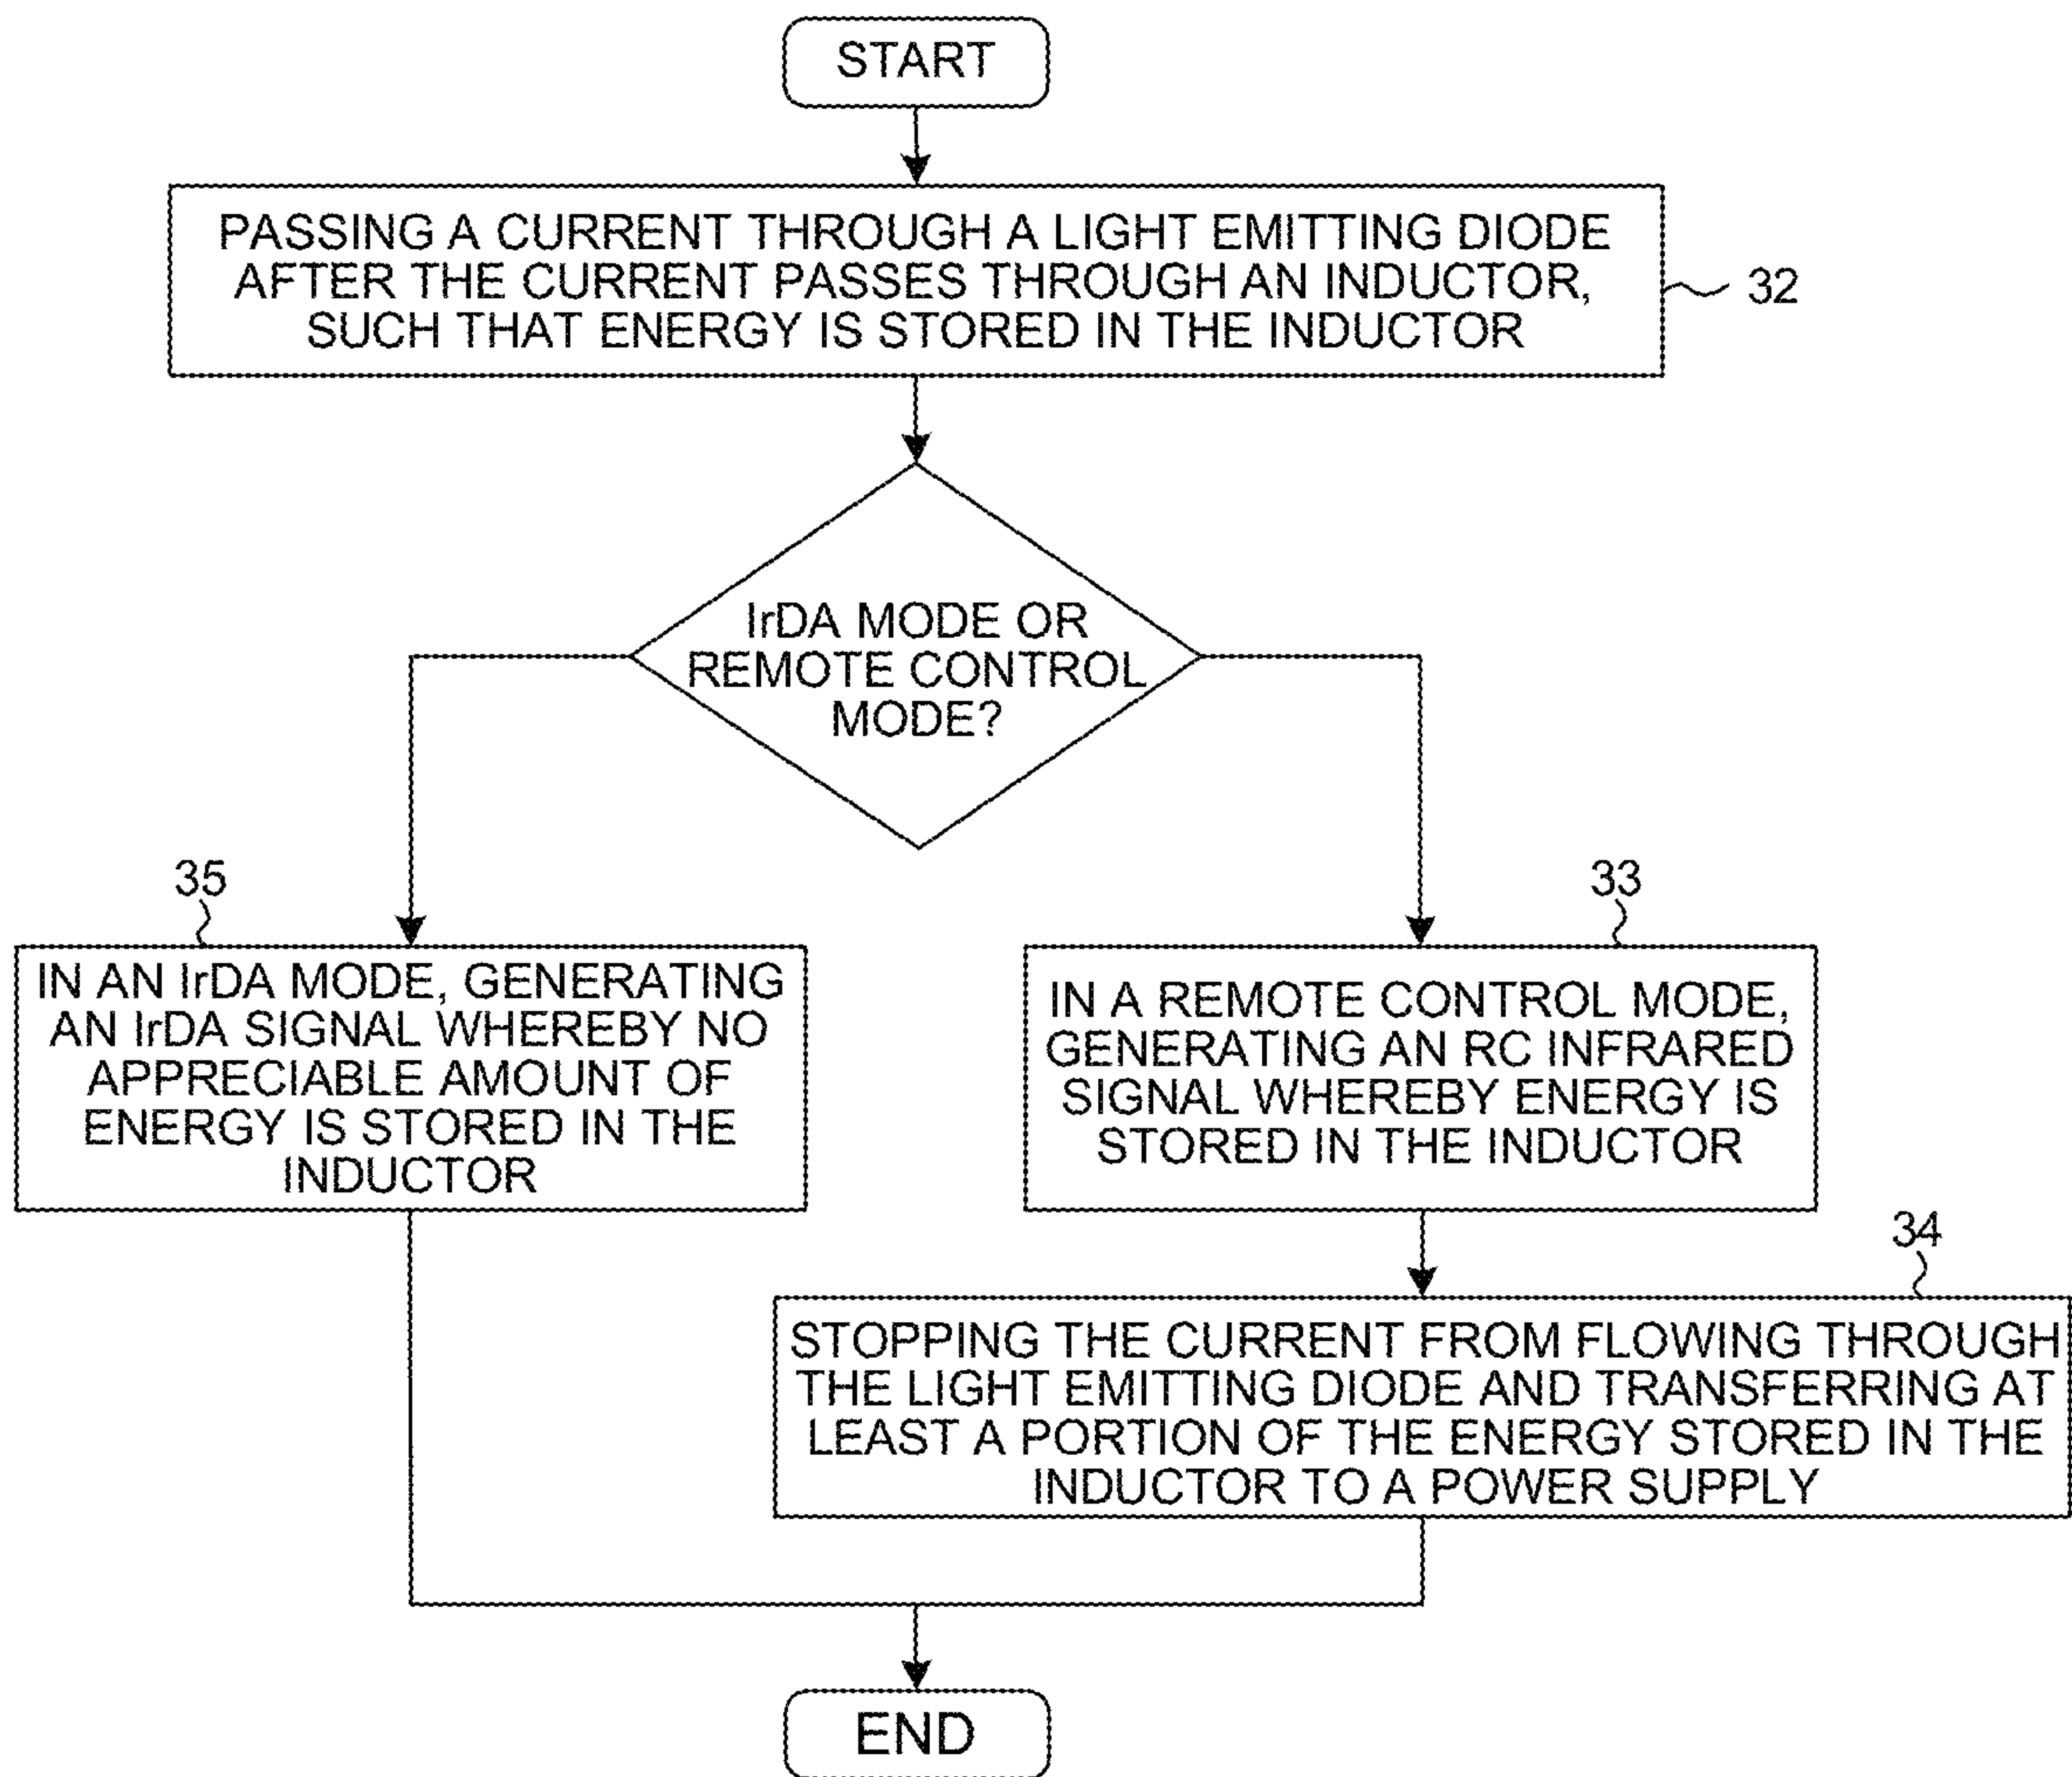 START
PASSING A CURRENT THROUGH A LIGHT EMITTING DIODE
AFTER THE CURRENT PASSES THROUGH AN INDUCTOR,
SUCH THAT ENERGY IS STORED IN THE INDUCTOR
32
IrDA MODE OR
REMOTE CONTROL
MODE?
35
IN AN IrDA MODE, GENERATING
AN IrDA SIGNAL WHEREBY NO
APPRECIABLE AMOUNT OF
ENERGY IS STORED IN THE
INDUCTOR
33
IN A REMOTE CONTROL MODE,
GENERATING AN RC INFRARED
SIGNAL WHEREBY ENERGY IS
STORED IN THE INDUCTOR
34
STOPPING THE CURRENT FROM FLOWING THROUGH
THE LIGHT EMITTING DIODE AND TRANSFERRING AT
LEAST A PORTION OF THE ENERGY STORED IN THE
INDUCTOR TO A POWER SUPPLY
END